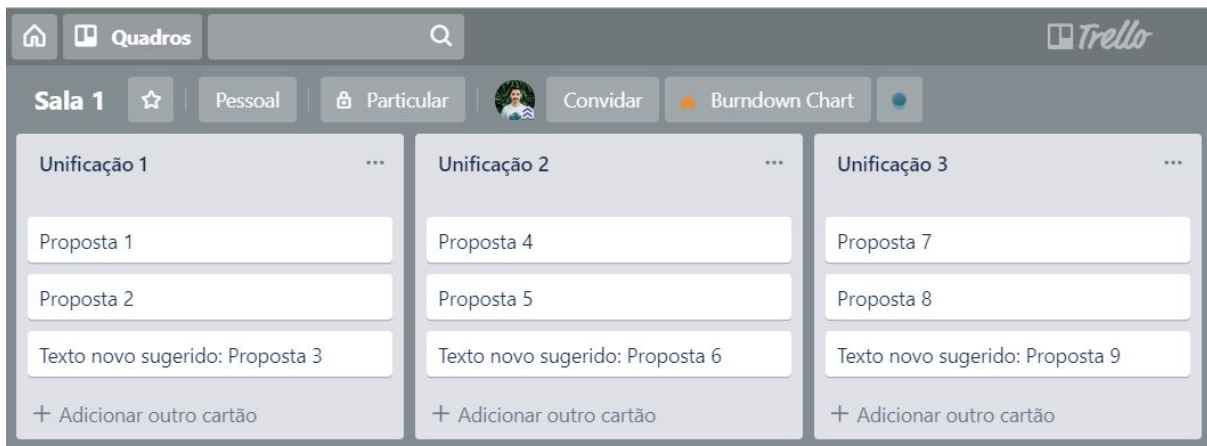 Quadros
Trello
Sala 1
Pessoal
Particular
Convidar
Burndown Chart
Unificação 1
Proposta 1
Proposta 2
Texto novo sugerido: Proposta 3
+ Adicionar outro cartão
Unificação 2
Proposta 4
Proposta 5
Texto novo sugerido: Proposta 6
+ Adicionar outro cartão
Unificação 3
Proposta 7
Proposta 8
Texto novo sugerido: Proposta 9
+ Adicionar outro cartão